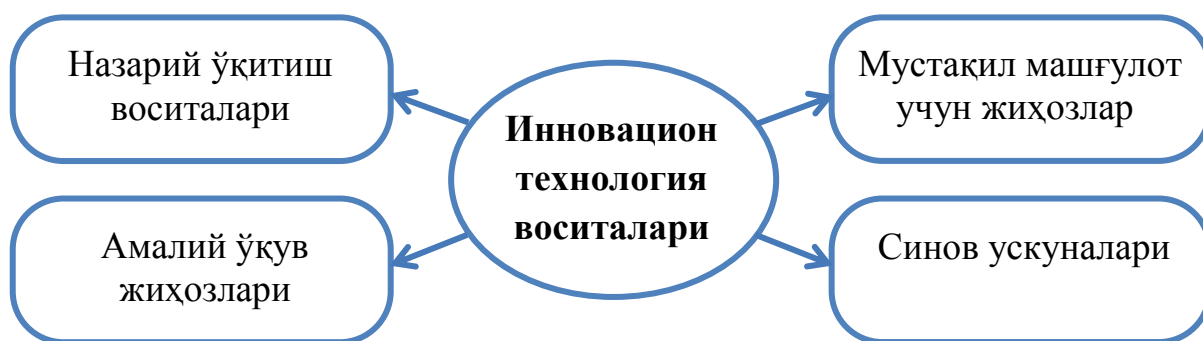 Назарий ўқитиш
воситалари
Инновацион
технология
воситалари
Мустақил машғулот
учун жиҳозлар
Амалий ўқув
жиҳозлари
Синов ускуналари